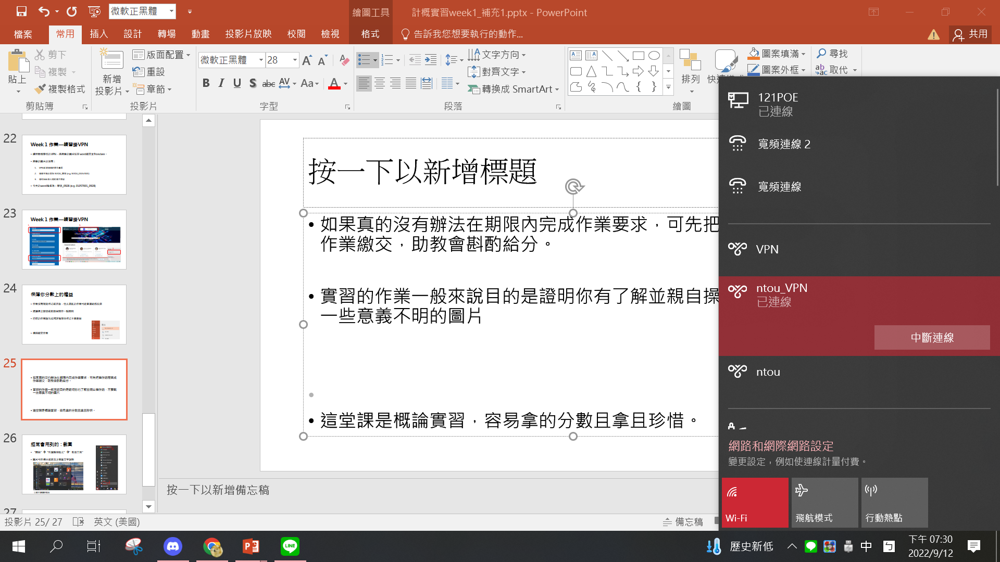 微軟正黑體
繪圖工具
計概實習week1_補充1.pptx - PowerPoint
檔案
常用
插入
設計
轉場
動畫
投影片放映
校閱
檢視
格式
告訴我您想要執行的動作...
共用
貼上
剪下
複製
複製格式
剪貼簿
新增
投影片
版面配置
重設
章節
投影片
微軟正黑體
28
B I U S abc AV Aa A
字型
文字方向
對齊文字
轉換成 SmartArt
段落
排列
繪圖
圖案填滿
圖案外框
尋找
取代
22
Week 1 作業—練習掛VPN
23
Week 1 作業—練習掛VPN
24
保障你分數上的權益
25
26
經常會用到的 : 截圖
27
按一下以新增標題
• 如果真的沒有辦法在期限內完成作業要求，可先把
作業繳交，助教會斟酌給分。
• 實習的作業一般來說目的是證明你有了解並親自操
一些意義不明的圖片
• 這堂課是概論實習，容易拿的分數且拿且珍惜。
按一下以新增備忘稿
投影片 25/ 27
英文 (美國)
備忘稿
121POE
已連線
寬頻連線 2
寬頻連線
VPN
ntou_VPN
已連線
中斷連線
ntou
網路和網際網路設定
變更設定，例如使連線計量付費。
Wi-Fi
飛航模式
行動熱點
LINE
歷史新低
中
ㄅ
下午 07:30
2022/9/12